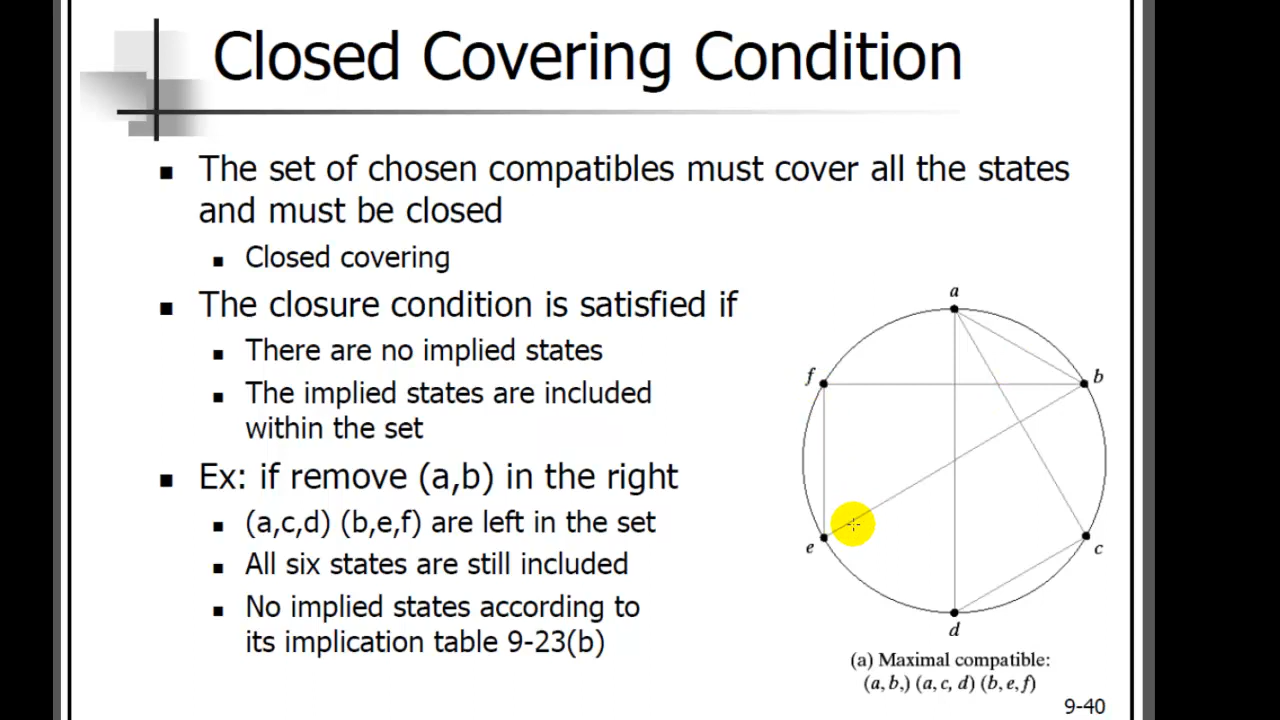 Closed Covering Condition
The set of chosen compatibles must cover all the states
and must be closed
Closed covering
The closure condition is satisfied if
There are no implied states
The implied states are included
within the set
Ex: if remove (a,b) in the right
(a,c,d) (b,e,f) are left in the set
All six states are still included
No implied states according to
its implication table 9-23(b)
a
f
b
e
c
d
(a) Maximal compatible:
(a, b,) (a, c, d) (b, e, f)
9-40